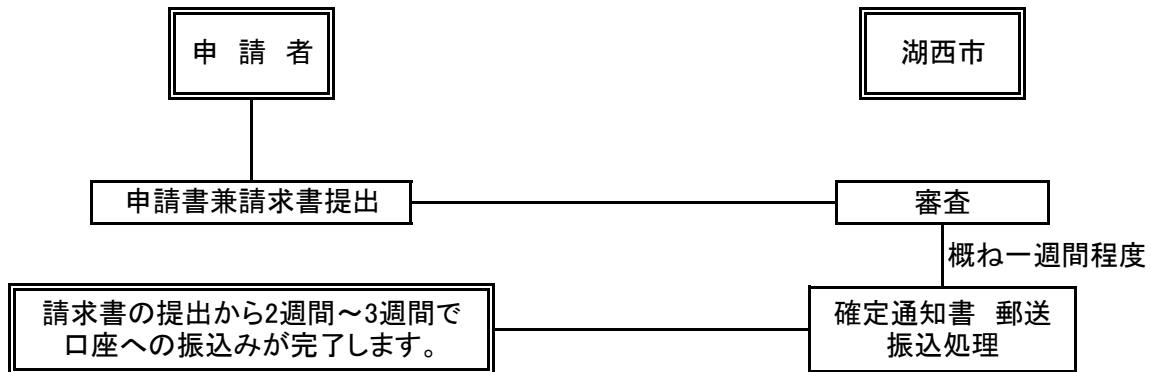 申 請 者
湖西市
申請書兼請求書提出
審査
概ね一週間程度
請求書の提出から2週間～3週間で
口座への振込みが完了します。
確定通知書 郵送
振込処理